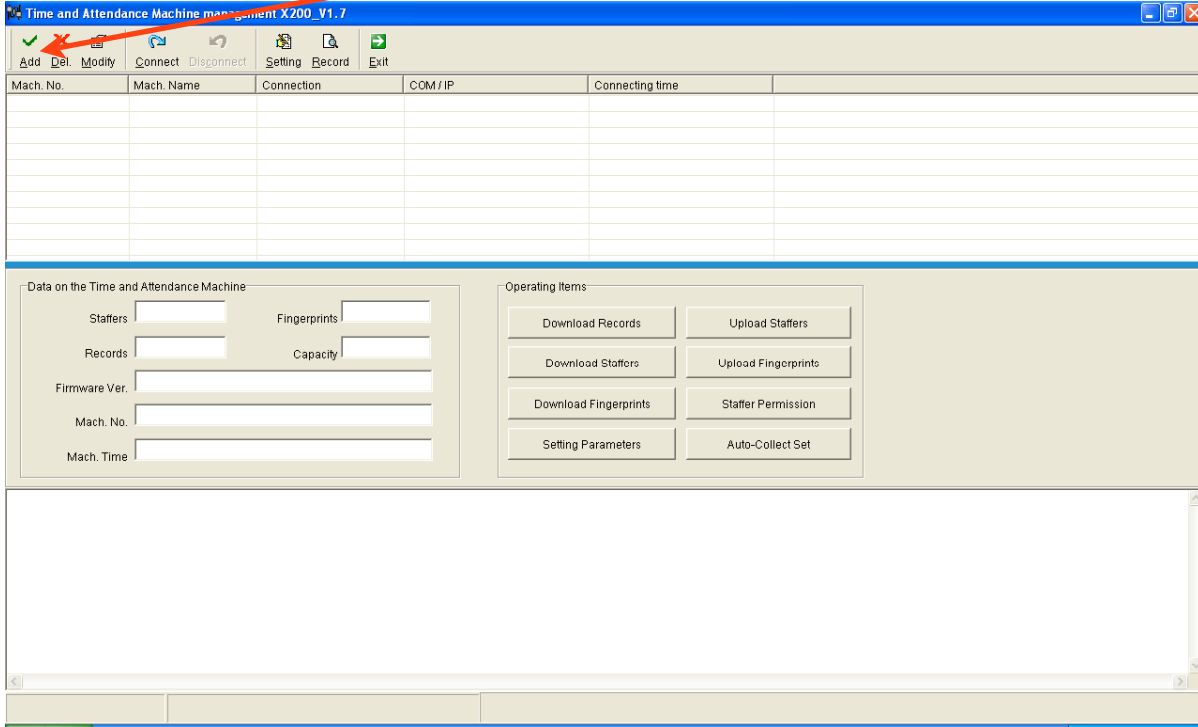 Time and Attendance Machine management X200_V1.7
Add Del. Modify Connect Disconnect Setting Record Exit
Mach. No. Mach. Name Connection COM / IP Connecting time
Data on the Time and Attendance Machine
Staffers Fingerprints
Records Capacity
Firmware Ver.
Mach. No.
Mach. Time
Operating Items
Download Records Upload Staffers
Download Staffers Upload Fingerprints
Download Fingerprints Staffer Permission
Setting Parameters Auto-Collect Set